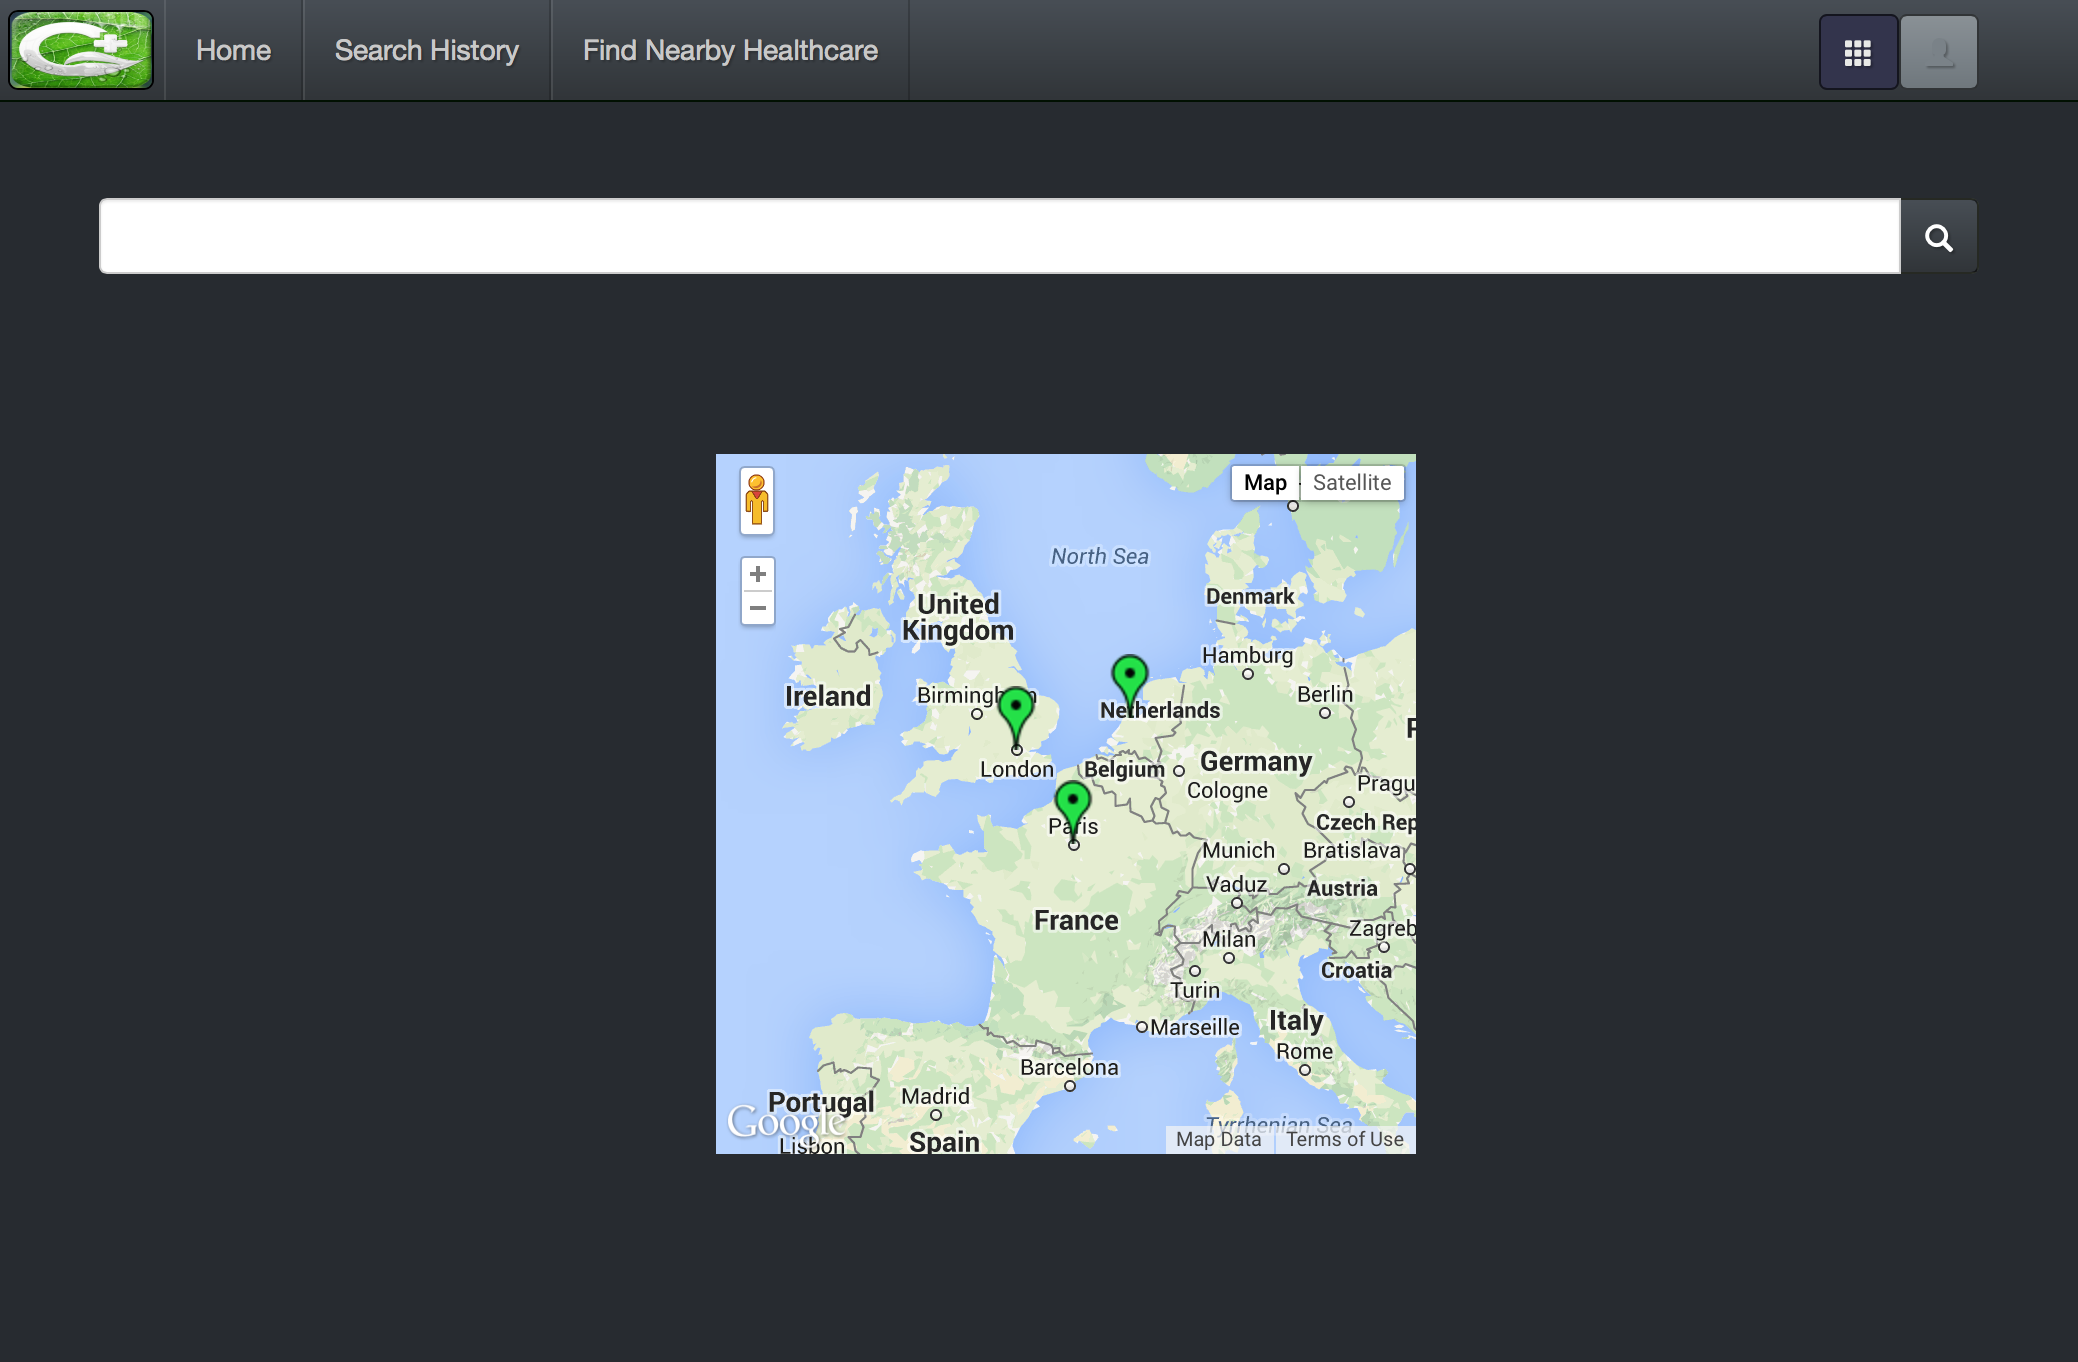 Home
Search History
Find Nearby Healthcare
Map
Satellite
North Sea
Denmark
United
Kingdom
Hamburg
Ireland
Birmingham
Berlin
Netherlands
London
Belgium
Germany
Cologne
Pragu
Czech Rep
Paris
Munich
Bratislava
Vaduz
Austria
France
Zagreb
Milan
Croatia
Turin
Marseille
Italy
Rome
Barcelona
Madrid
Portugal
Google
Spain
Lisbon
Tyrrhenian Sea
Map Data
Terms of Use